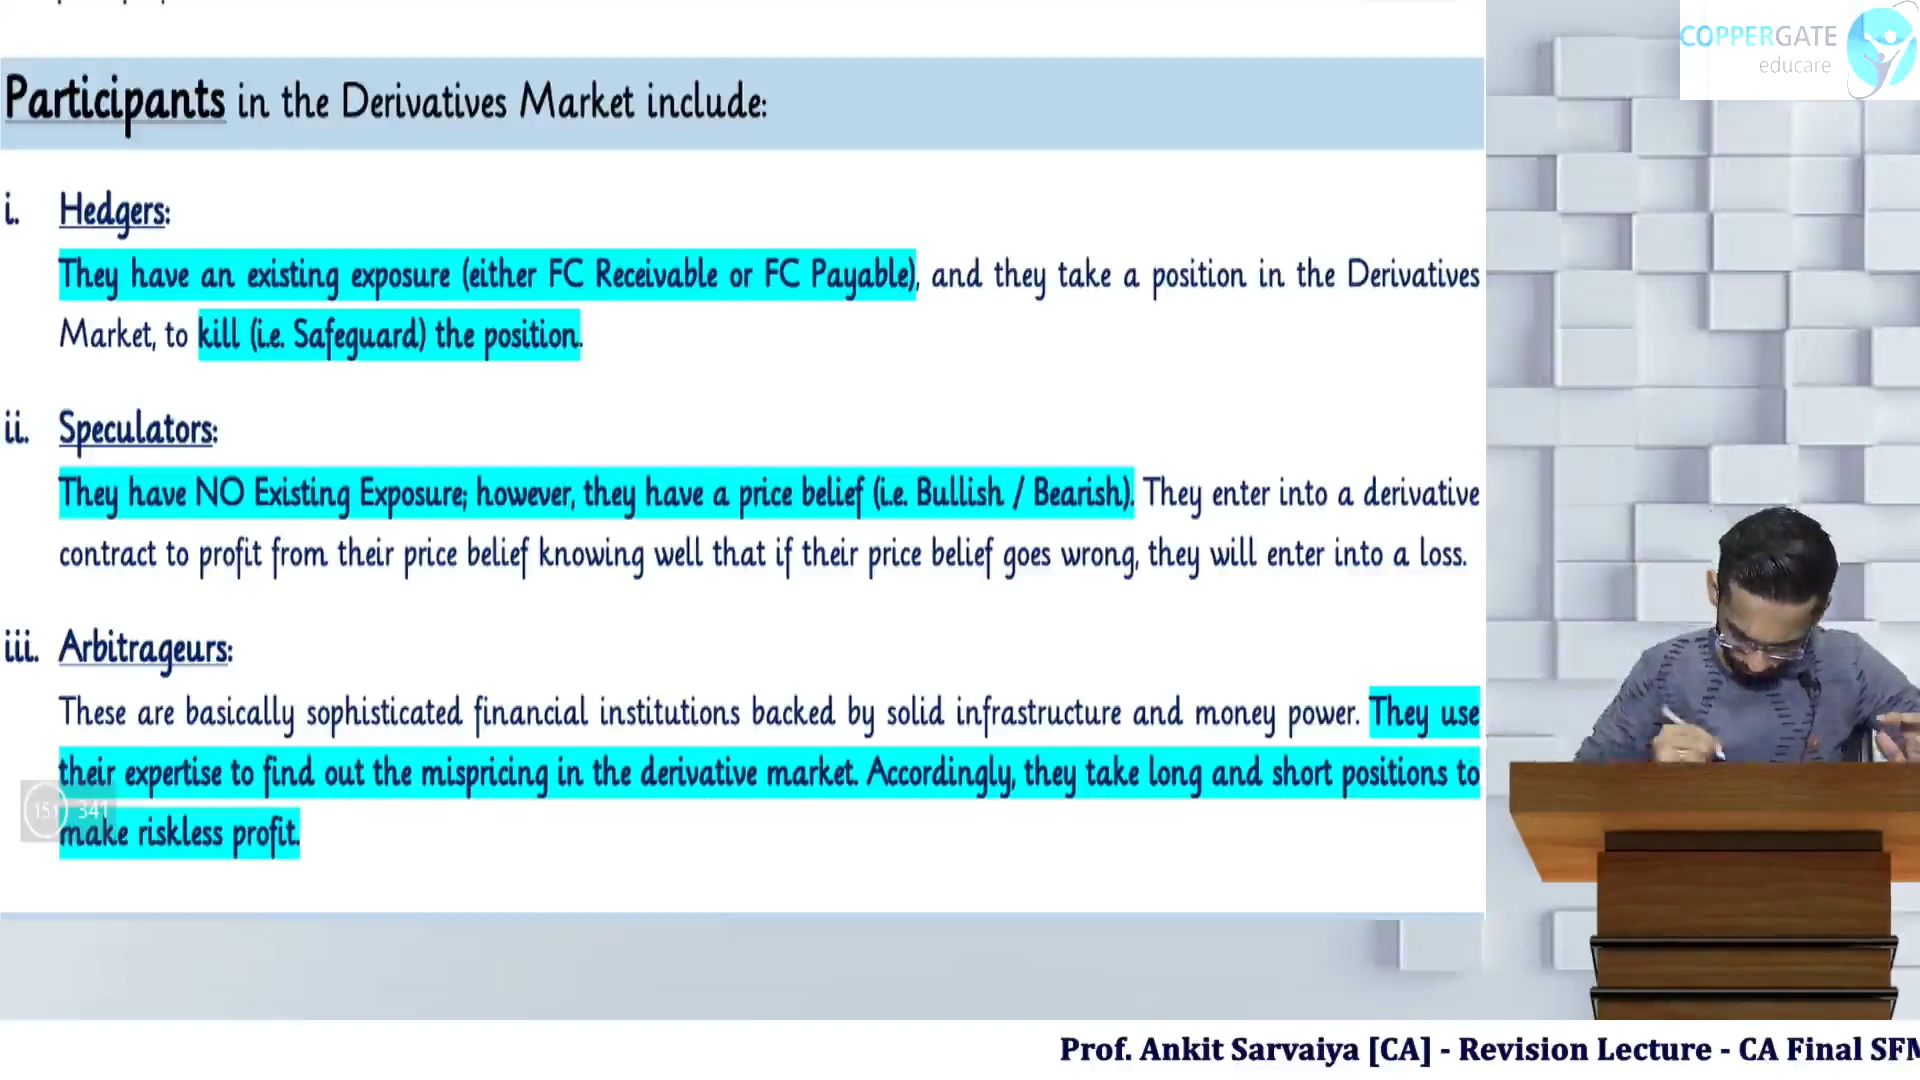 COPPERGATE
educare
Participants in the Derivatives Market include:
i. Hedgers:
They have an existing exposure (either FC Receivable or FC Payable), and they take a position in the Derivatives
Market, to kill (i.e. Safeguard) the position.
ii. Speculators:
They have NO Existing Exposure; however, they have a price belief (i.e. Bullish / Bearish). They enter into a derivative
contract to profit from their price belief knowing well that if their price belief goes wrong, they will enter into a loss.
iii. Arbitrageurs:
These are basically sophisticated financial institutions backed by solid infrastructure and money power. They use
their expertise to find out the mispricing in the derivative market. Accordingly, they take long and short positions to
151 341
make riskless profit.
Prof. Ankit Sarvaiya [CA] - Revision Lecture - CA Final SFM